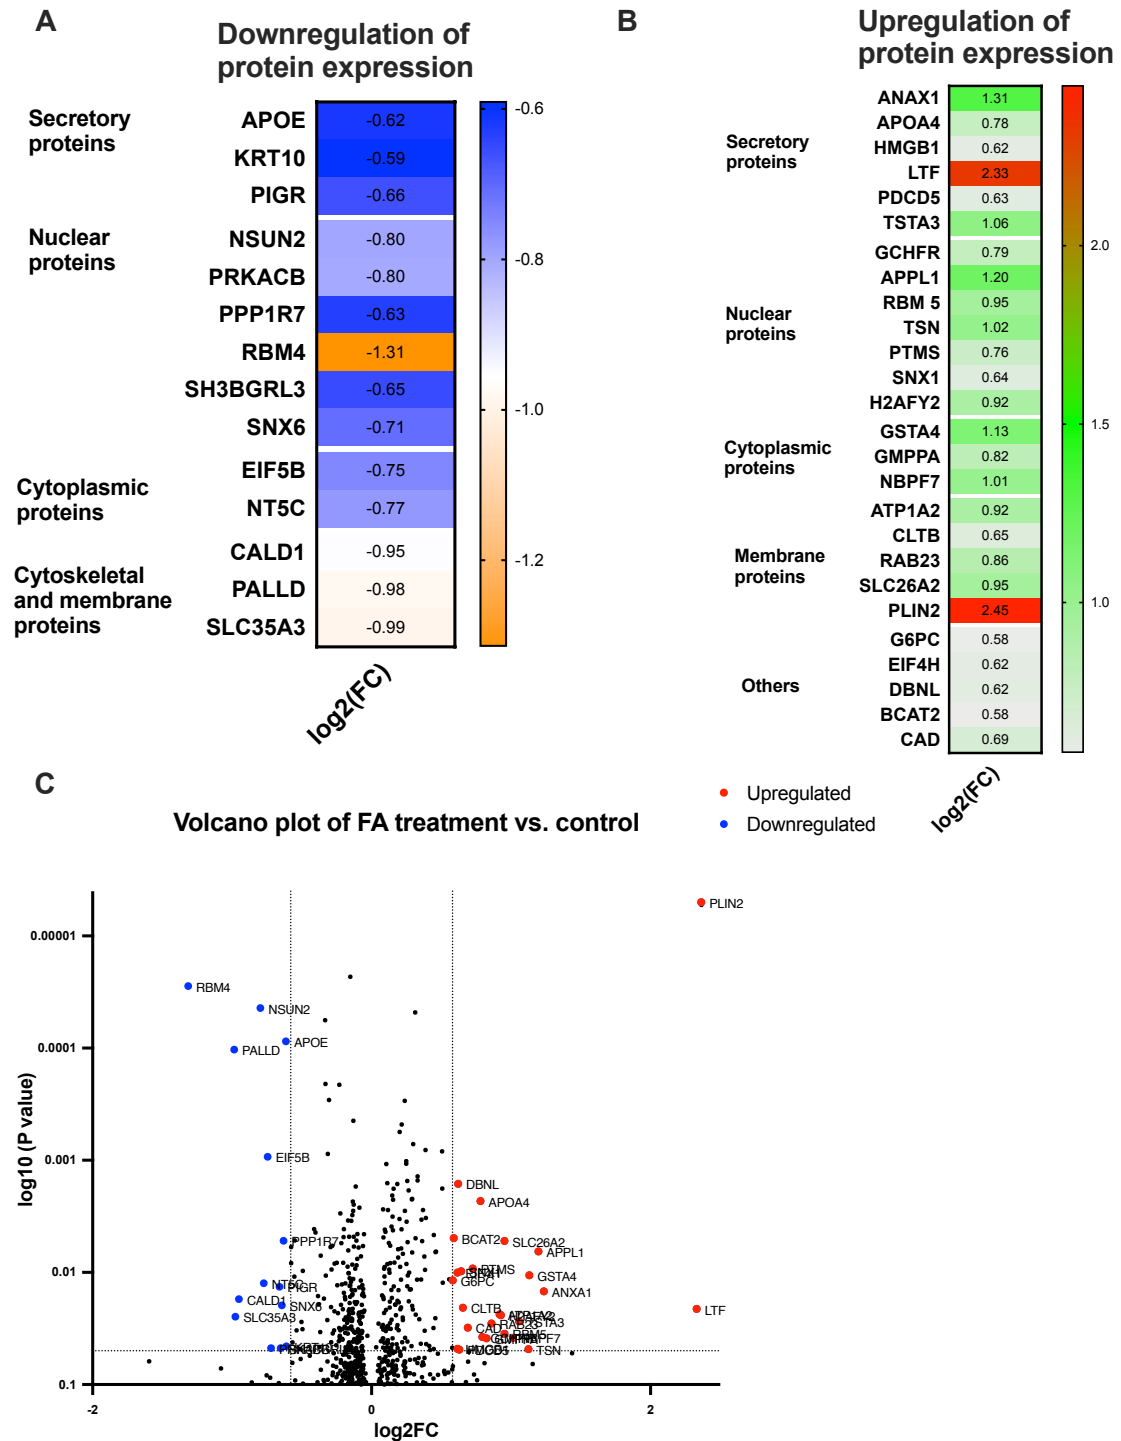 A
Downregulation of
protein expression
Secretory
proteins
APOE -0.62
KRT10 -0.59
PIGR -0.66
Nuclear
proteins
NSUN2 -0.80
PRKACB -0.80
PPP1R7 -0.63
RBM4 -1.31
SH3BGRL3 -0.65
SNX6 -0.71
Cytoplasmic
proteins
EIF5B -0.75
NT5C -0.77
Cytoskeletal
and membrane
proteins
CALD1 -0.95
PALLD -0.98
SLC35A3 -0.99
log2(FC)
-0.6
-0.8
-1.0
-1.2
B
Upregulation of
protein expression
Secretory
proteins
ANAX1 1.31
APOA4 0.78
HMGB1 0.62
LTF 2.33
PDCD5 0.63
TSTA3 1.06
Nuclear
proteins
GCHFR 0.79
APPL1 1.20
RBM 5 0.95
TSN 1.02
PTMS 0.76
SNX1 0.64
H2AFY2 0.92
Cytoplasmic
proteins
GSTA4 1.13
GMPPA 0.82
NBPF7 1.01
Membrane
proteins
ATP1A2 0.92
CLTB 0.65
RAB23 0.86
SLC26A2 0.95
PLIN2 2.45
Others
G6PC 0.58
EIF4H 0.62
DBNL 0.62
BCAT2 0.58
CAD 0.69
log2(FC)
2.0
1.5
1.0
C
Volcano plot of FA treatment vs. control
Upregulated
Downregulated
log10 (P value)
0.00001
0.0001
0.001
0.01
0.1
-2
0
2
log2FC
PLIN2
RBM4
NSUN2
APOE
PALLD
EIF5B
DBNL
APOA4
PPP1R7
BCAT2
SLC26A2
APPL1
PTMS
GSTA4
NT5C
PIGR
G6PC
ANXA1
CALD1
SNX6
CLTB
LTF
SLC35A3
ATP1A2
RAB23
TSTA3
CAD
RBM5
TSN